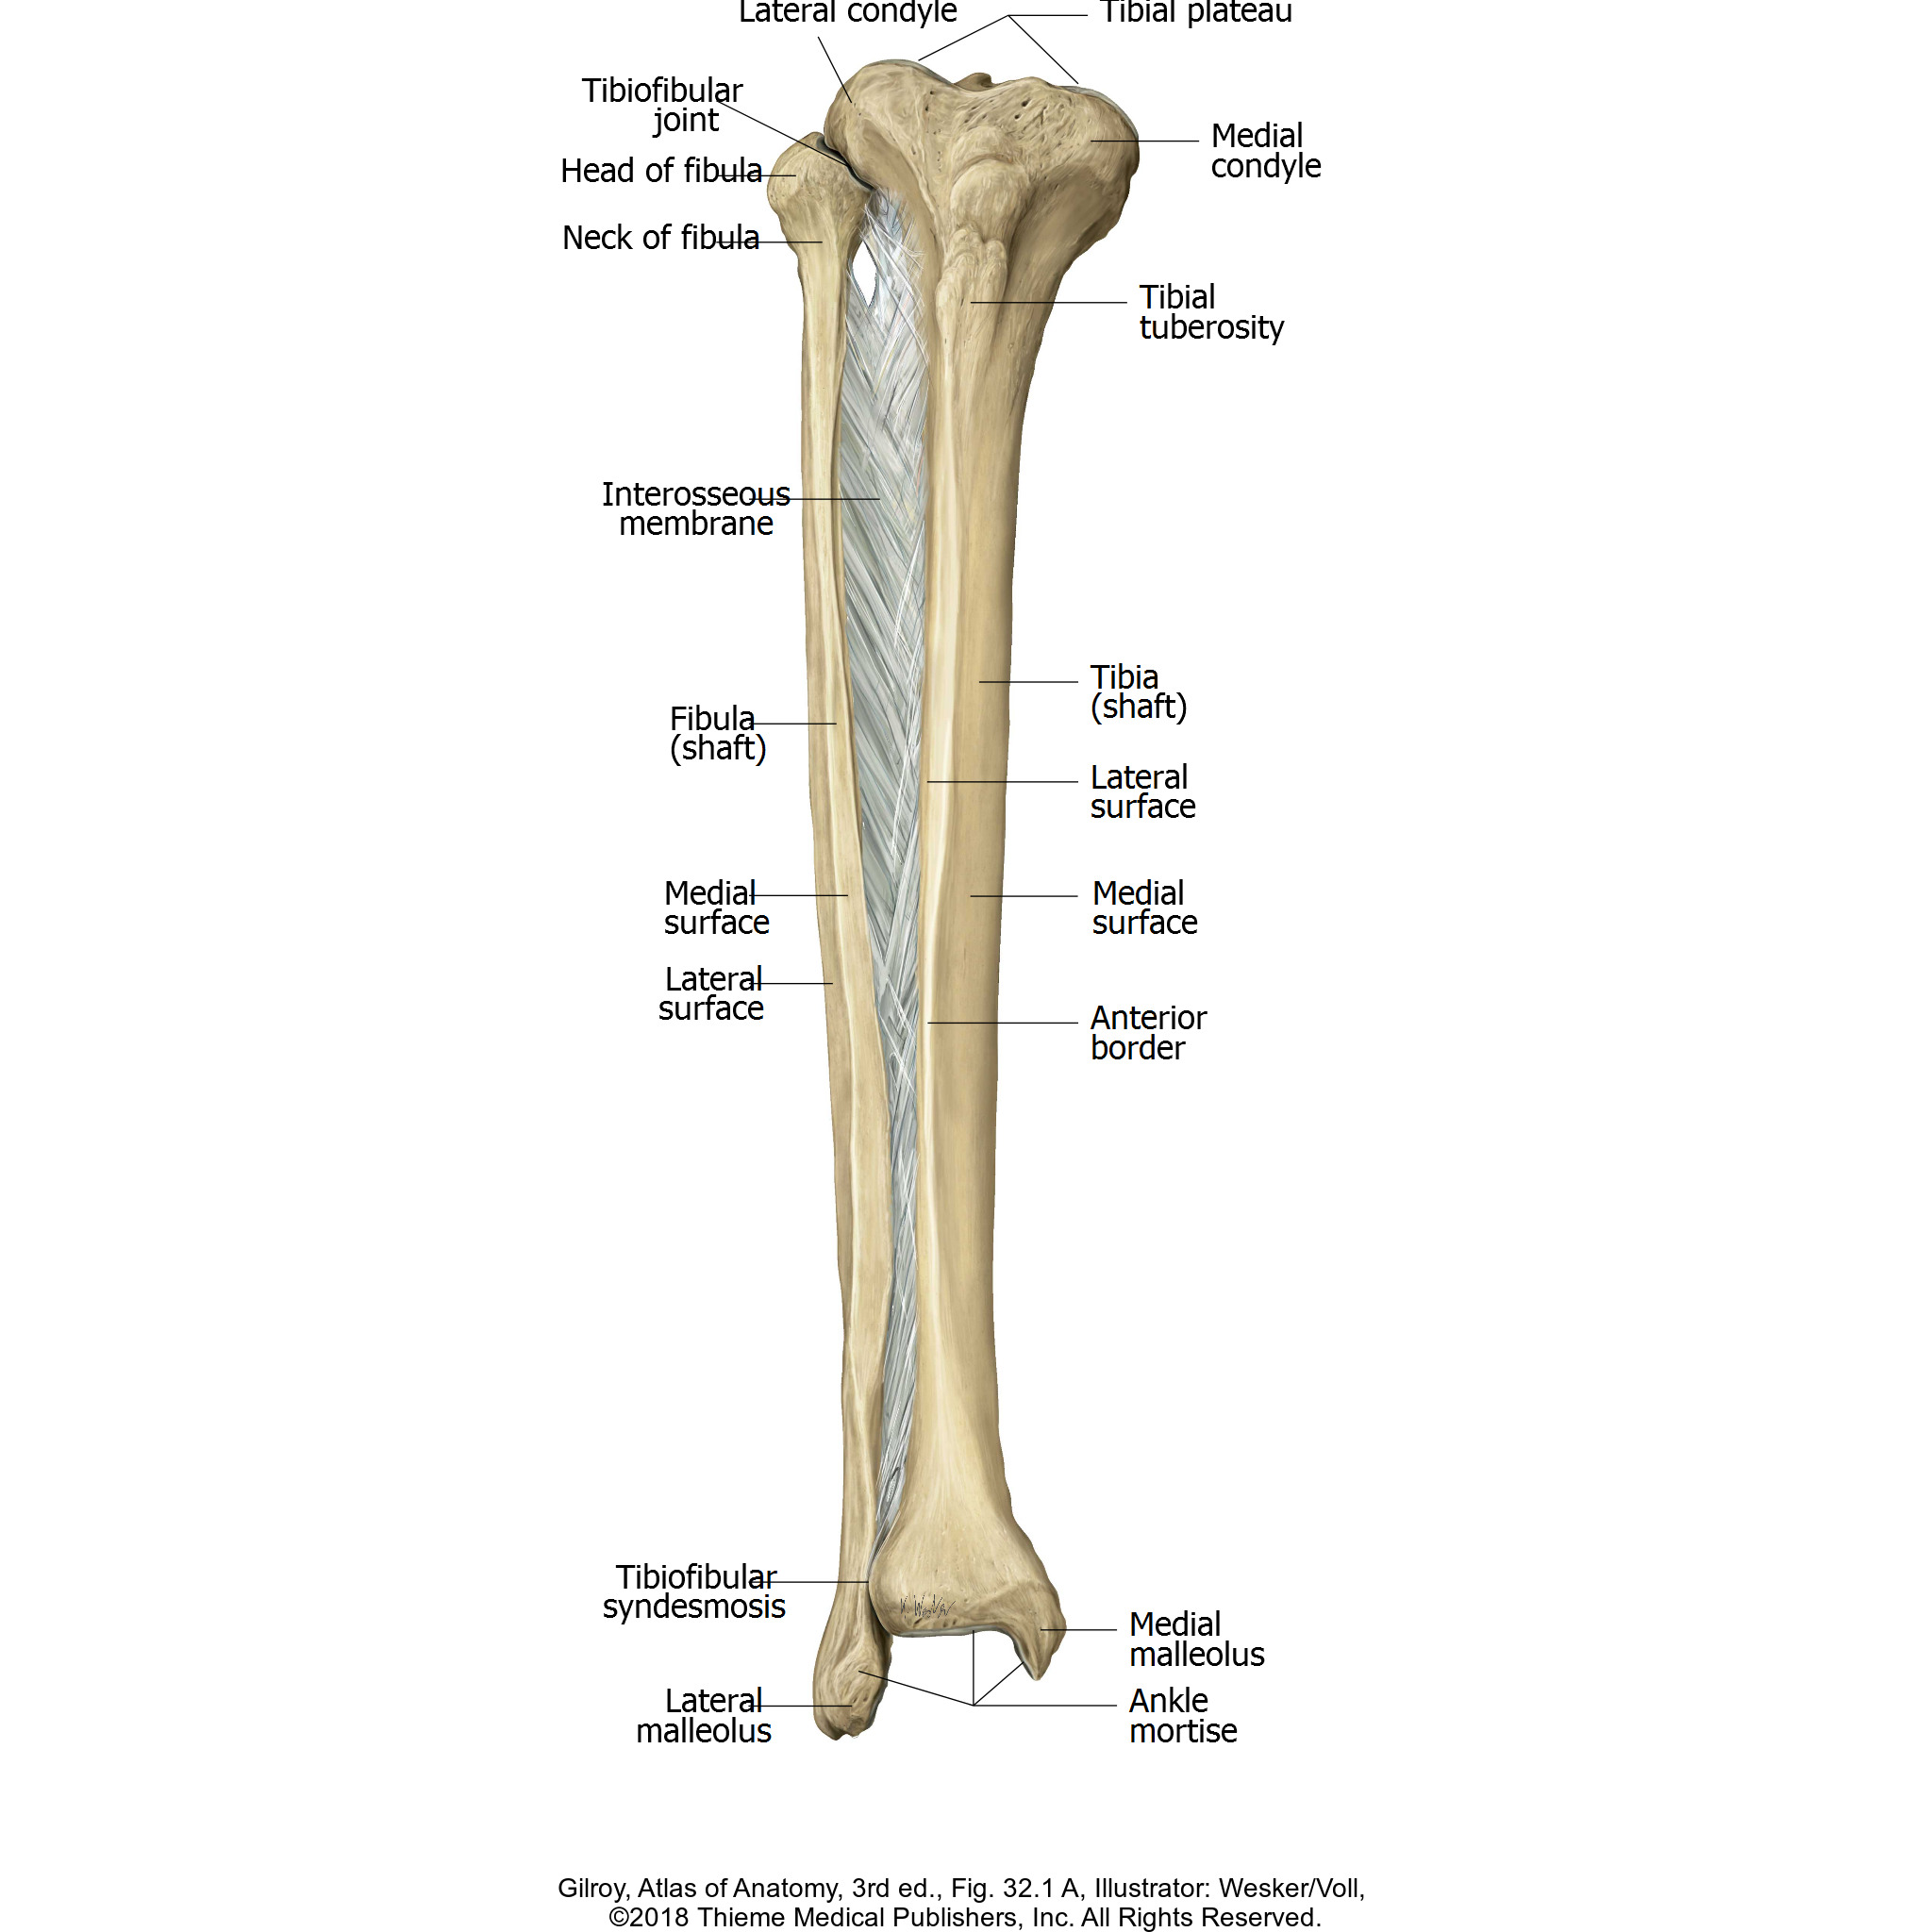 Lateral condyle
Tibial plateau
Tibiofibular
joint
Medial
condyle
Head of fibula
Neck of fibula
Tibial
tuberosity
Interosseous
membrane
Tibia
(shaft)
Fibula
(shaft)
Lateral
surface
Medial
surface
Medial
surface
Lateral
surface
Anterior
border
Tibiofibular
syndesmosis
Medial
malleolus
Lateral
malleolus
Ankle
mortise
Gilroy, Atlas of Anatomy, 3rd ed., Fig. 32.1 A, Illustrator: Wesker/Voll,
©2018 Thieme Medical Publishers, Inc. All Rights Reserved.